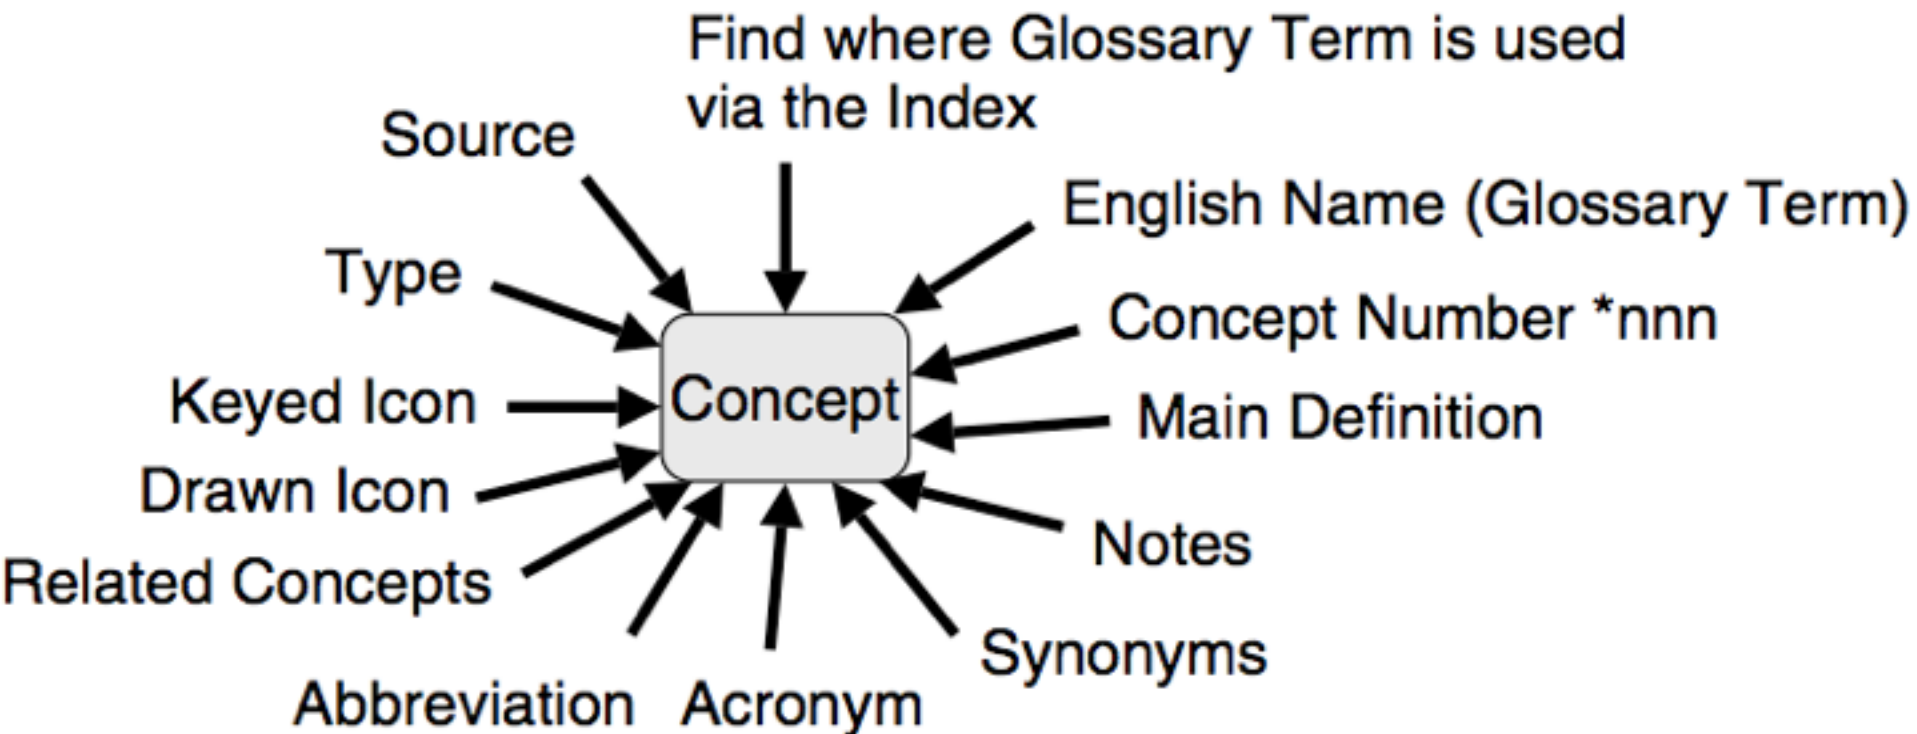 Find where Glossary Term is used
via the Index
Source
English Name (Glossary Term)
Type
Concept Number *nnn
Keyed Icon
Concept
Main Definition
Drawn Icon
Notes
Related Concepts
Synonyms
Abbreviation
Acronym